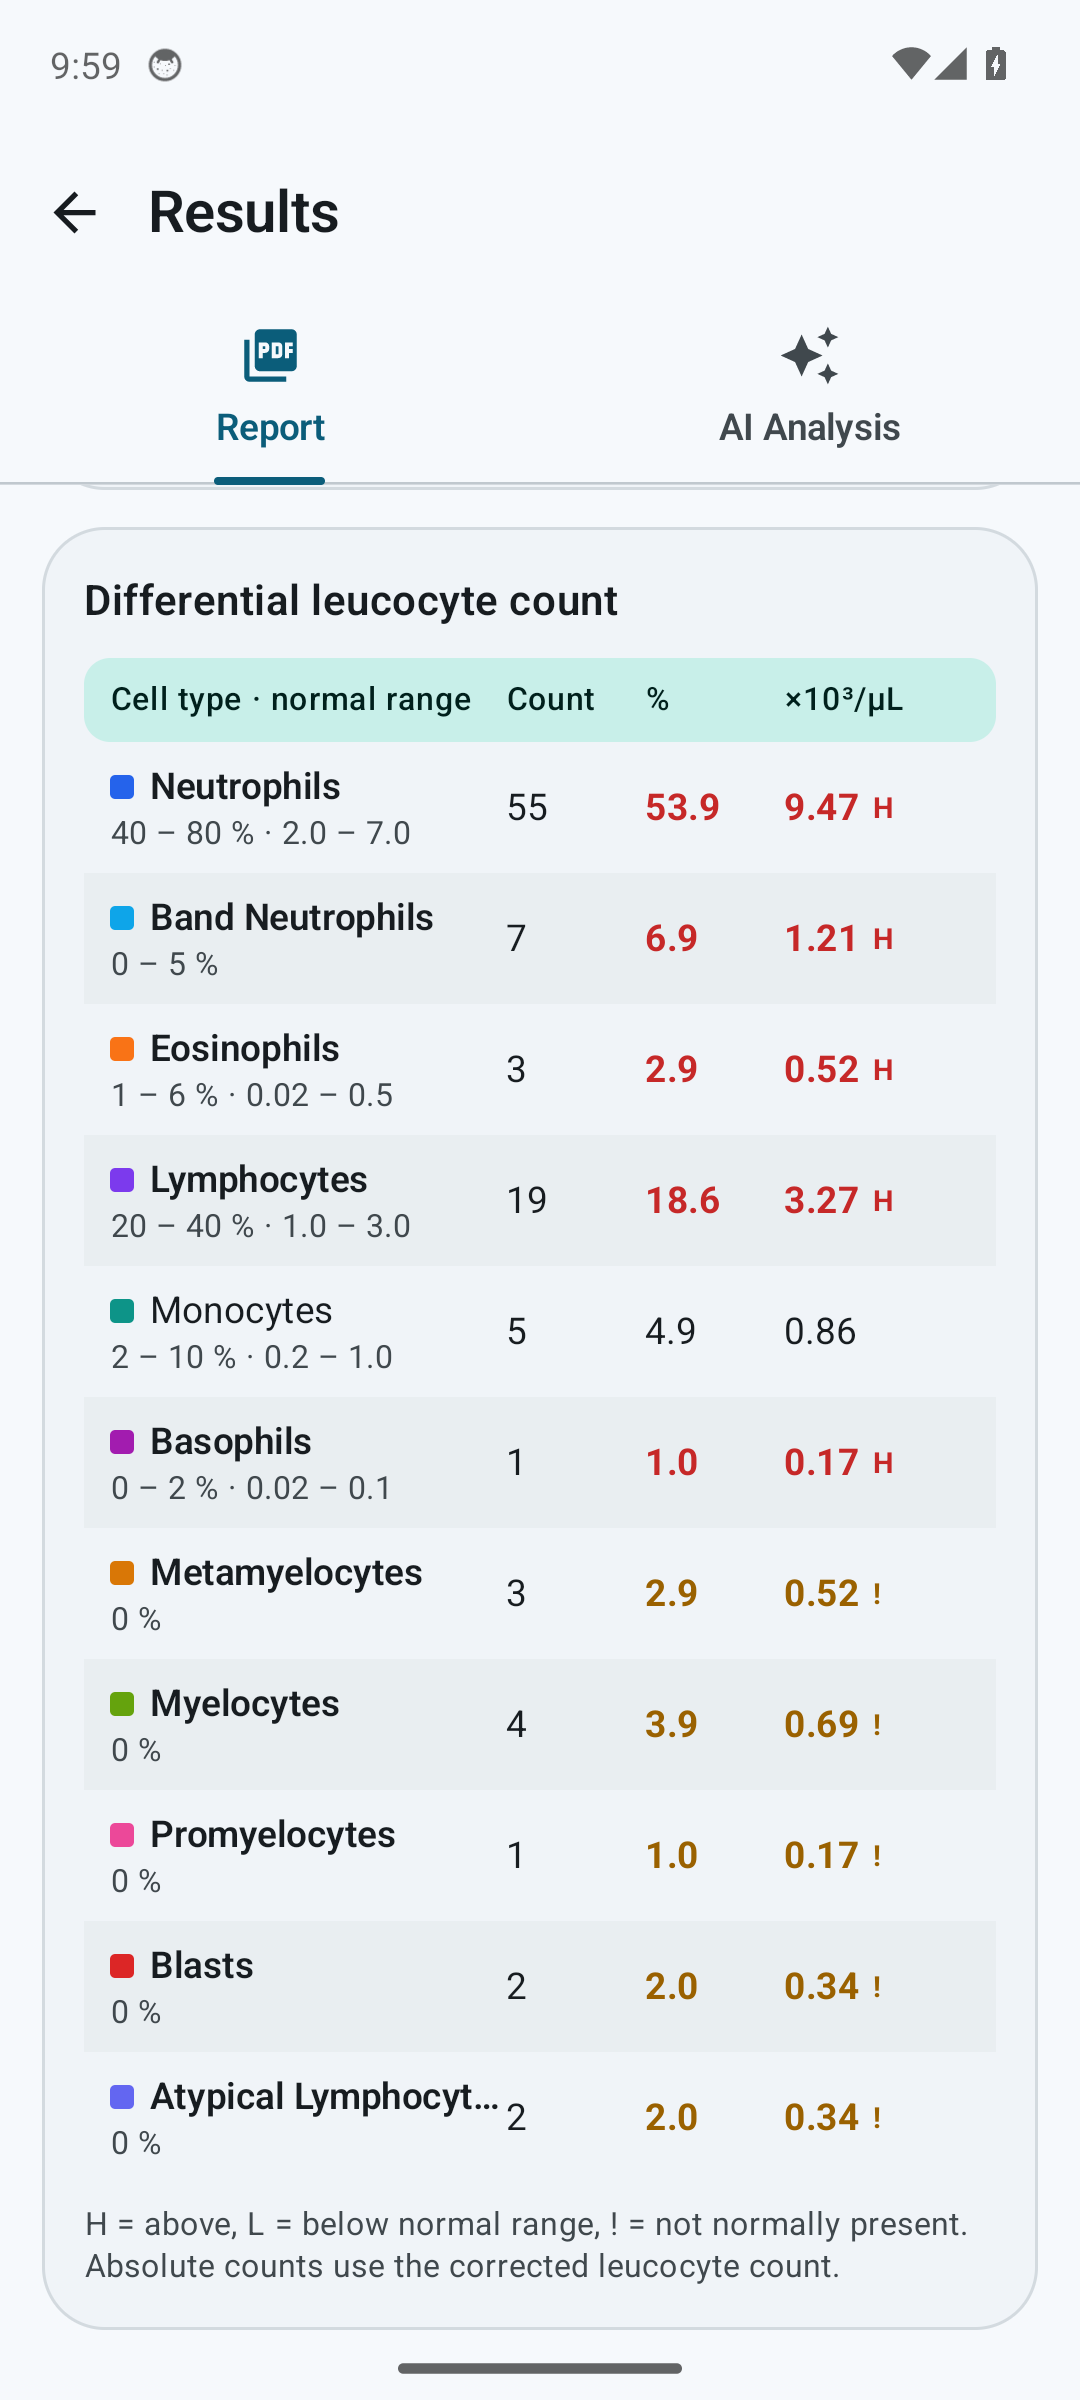 9:59
Results
PDF
Report
AI Analysis
Differential leucocyte count
Cell type · normal range Count % ×10³/µL
Neutrophils
40 – 80 % · 2.0 – 7.0
55 53.9 9.47 H
Band Neutrophils
0 – 5 %
7 6.9 1.21 H
Eosinophils
1 – 6 % · 0.02 – 0.5
3 2.9 0.52 H
Lymphocytes
20 – 40 % · 1.0 – 3.0
19 18.6 3.27 H
Monocytes
2 – 10 % · 0.2 – 1.0
5 4.9 0.86
Basophils
0 – 2 % · 0.02 – 0.1
1 1.0 0.17 H
Metamyelocytes
0 %
3 2.9 0.52 !
Myelocytes
0 %
4 3.9 0.69 !
Promyelocytes
0 %
1 1.0 0.17 !
Blasts
0 %
2 2.0 0.34 !
Atypical Lymphocyt...
0 %
2 2.0 0.34 !
H = above, L = below normal range, ! = not normally present.
Absolute counts use the corrected leucocyte count.